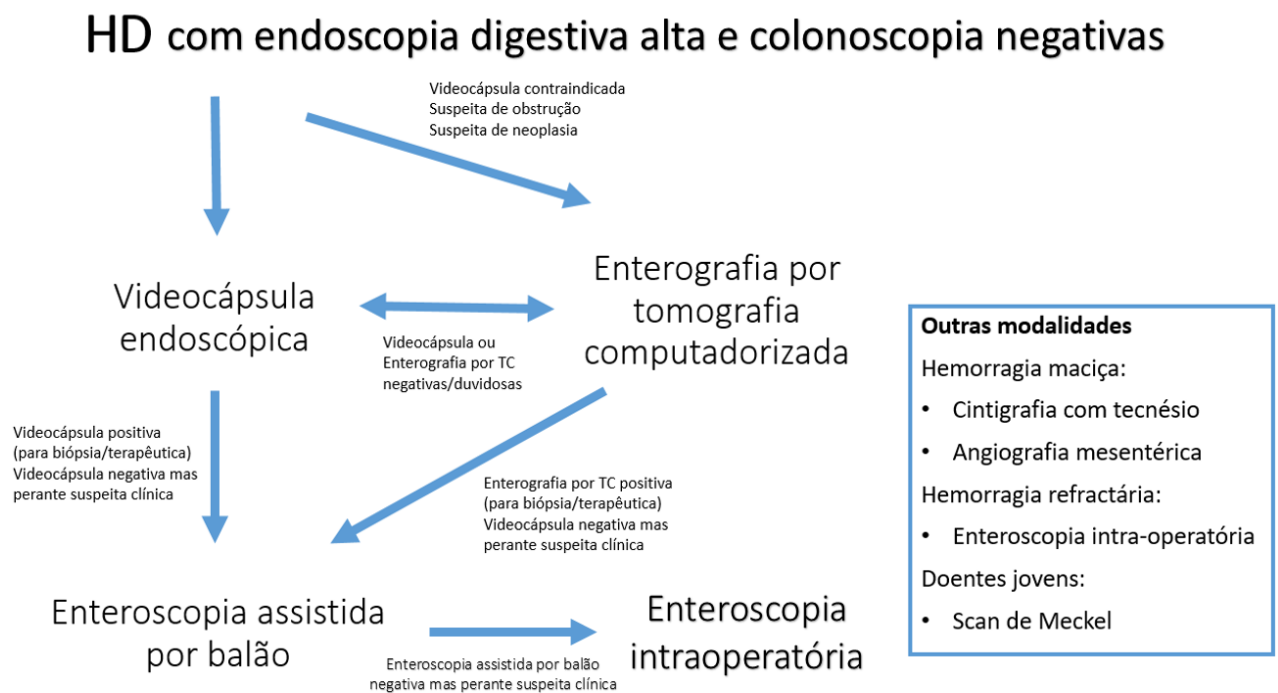 HD com endoscopia digestiva alta e colonoscopia negativas
Videocápsula contraindicada
Suspeita de obstrução
Suspeita de neoplasia
Videocápsula
endoscópica
Enterografia por
tomografia
computadorizada
Videocápsula ou
Enterografia por TC
negativas/duvidosas
Videocápsula positiva
(para biópsia/terapêutica)
Videocápsula negativa mas
perante suspeita clínica
Enterografia por TC positiva
(para biópsia/terapêutica)
Videocápsula negativa mas
perante suspeita clínica
Enteroscopia assistida
por balão
Enteroscopia assistida por balão
negativa mas perante suspeita clínica
Enteroscopia
intraoperatória
Outras modalidades
Hemorragia maciça:
• Cintigrafia com tecnésio
• Angiografia mesentérica
Hemorragia refractária:
• Enteroscopia intra-operatória
Doentes jovens:
• Scan de Meckel